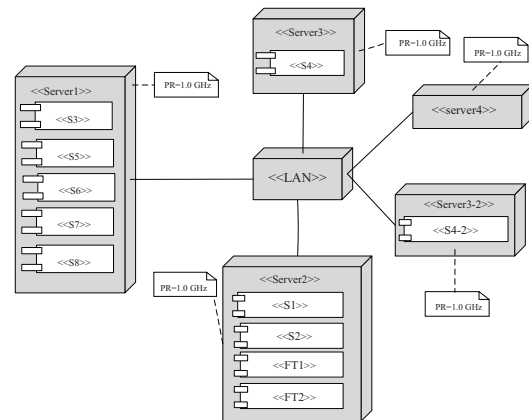 <<Server3>>
<<S4>>
PR=1.0 GHz
PR=1.0 GHz
<<Server1>>
<<S3>>
<<S5>>
<<S6>>
<<S7>>
<<S8>>
PR=1.0 GHz
<<server4>>
<<LAN>>
<<Server3-2>>
<<S4-2>>
PR=1.0 GHz
<<Server2>>
<<S1>>
<<S2>>
<<FT1>>
<<FT2>>
PR=1.0 GHz